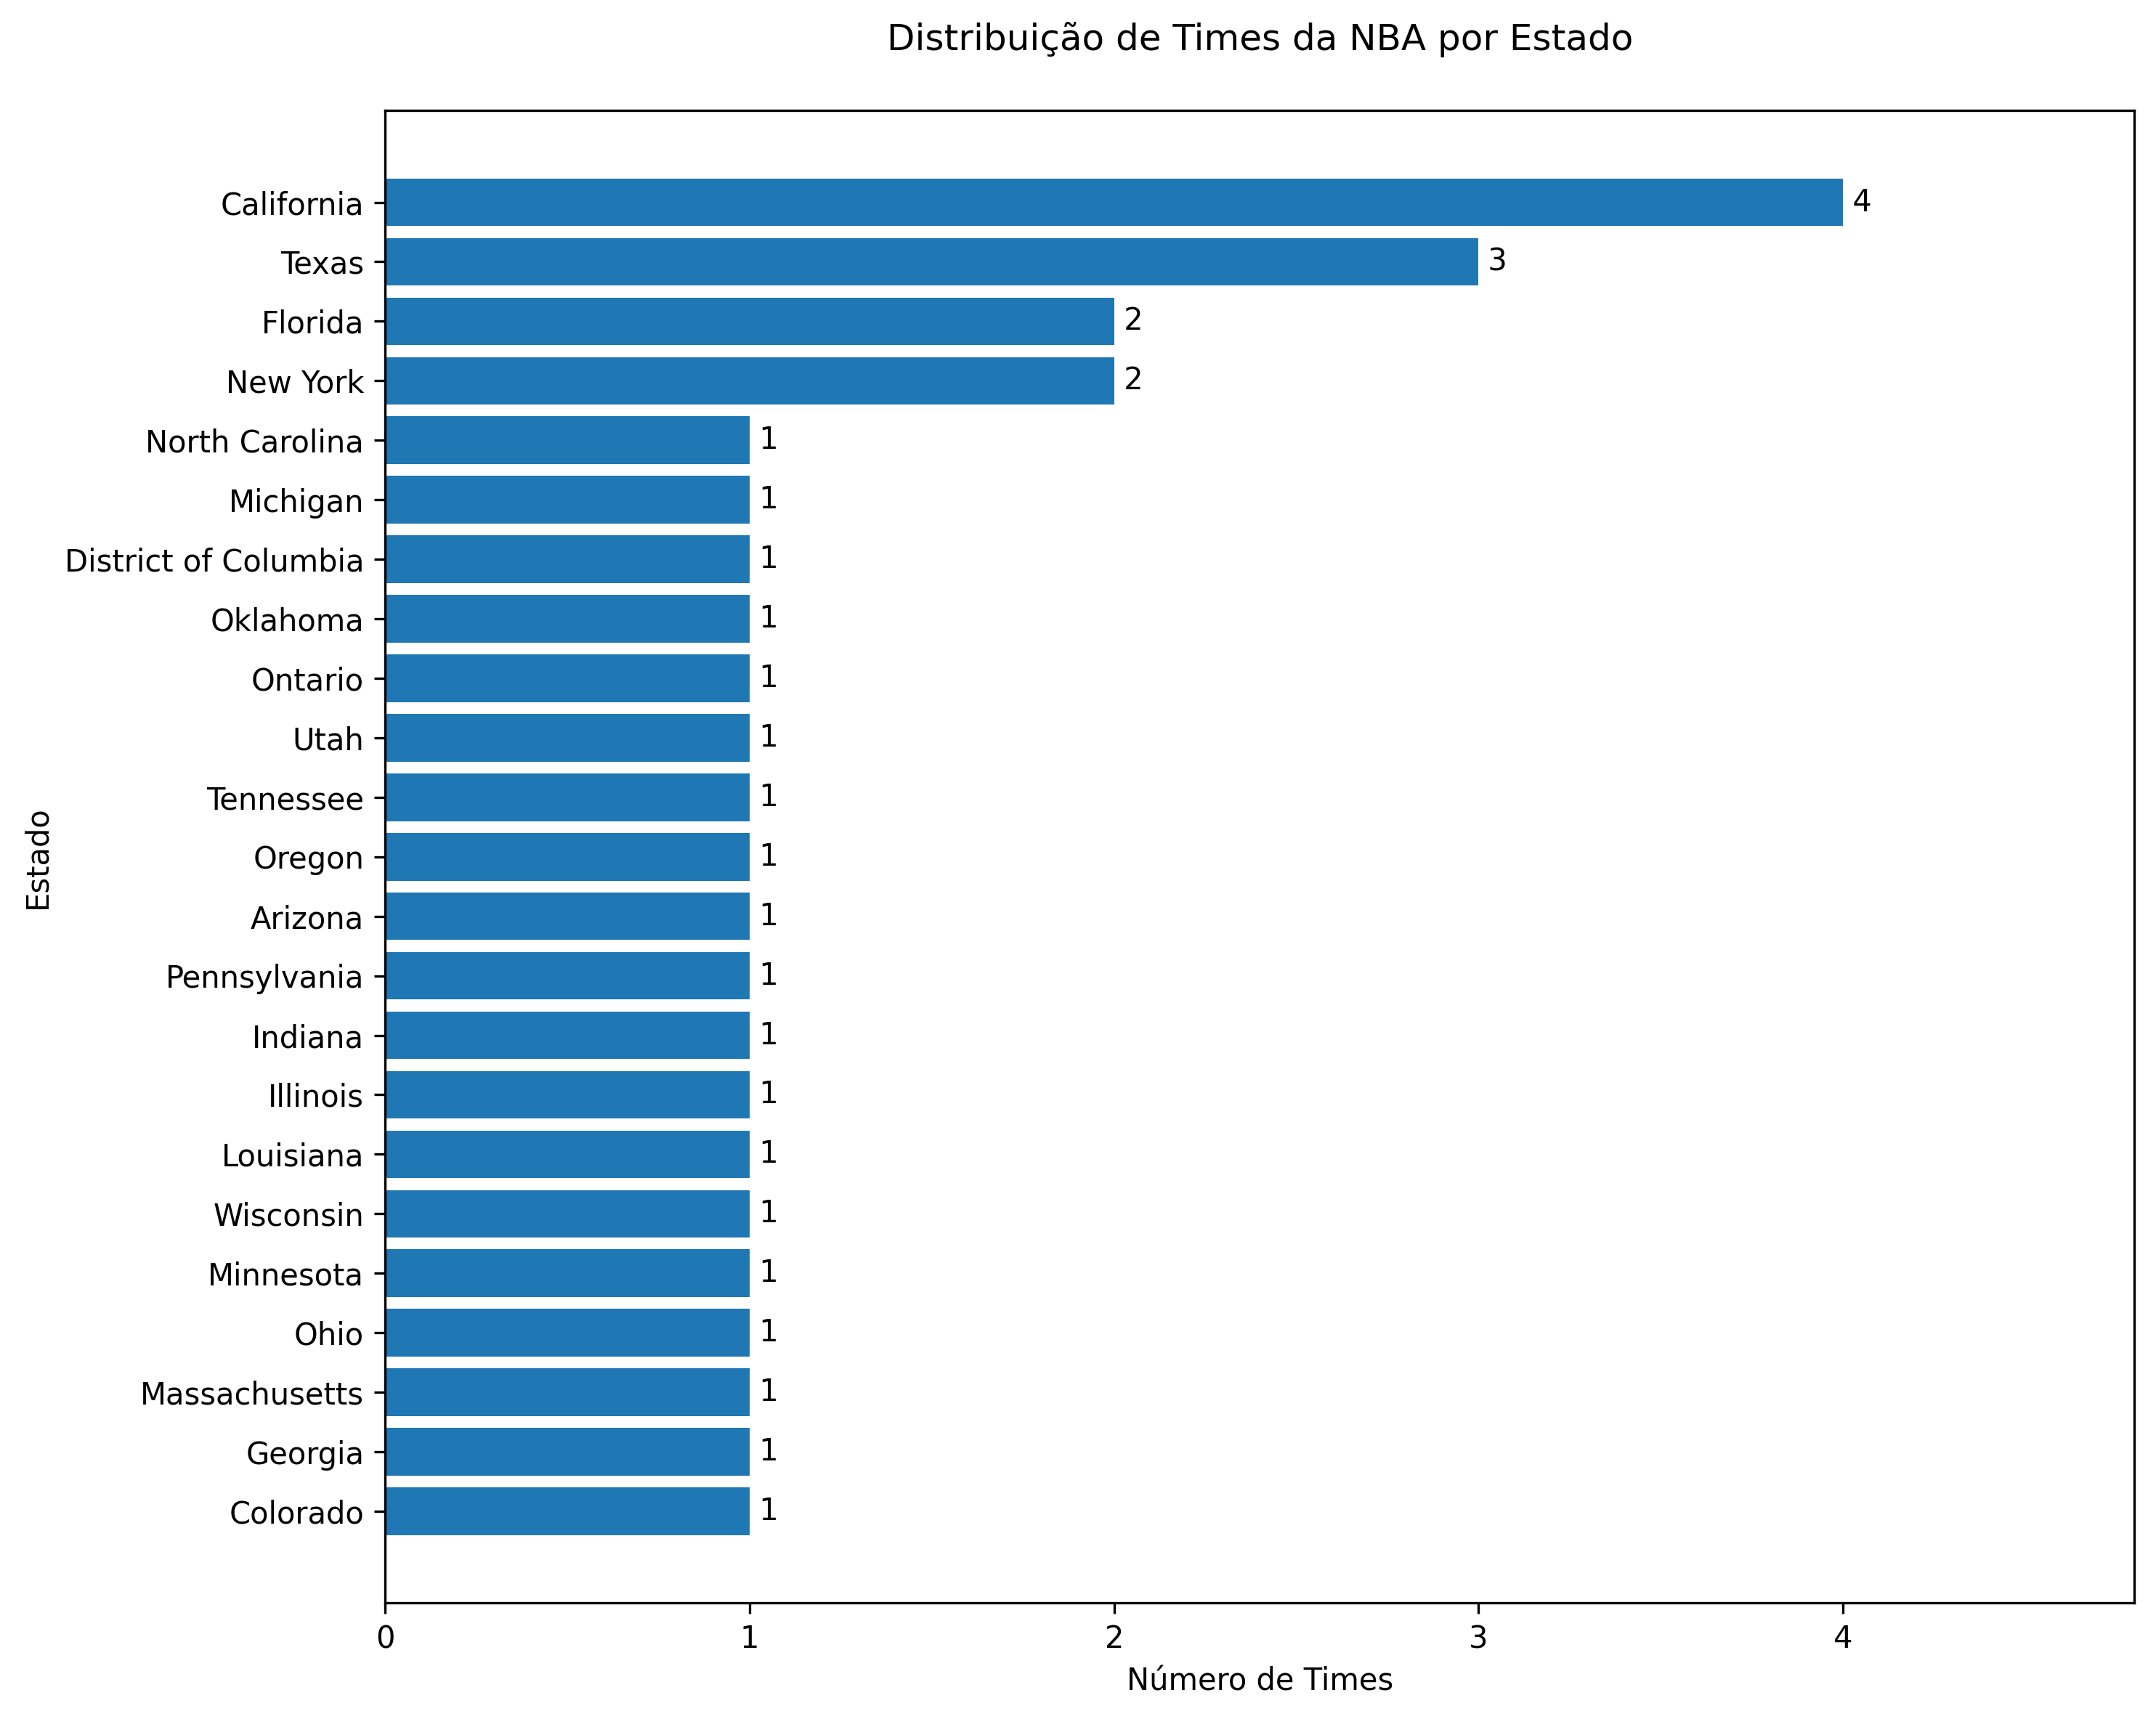 Distribuição de Times da NBA por Estado
California
4
Texas
3
Florida
2
New York
2
North Carolina
1
Michigan
1
District of Columbia
1
Oklahoma
1
Ontario
1
Utah
1
Tennessee
1
Oregon
1
Arizona
1
Pennsylvania
1
Indiana
1
Illinois
1
Louisiana
1
Wisconsin
1
Minnesota
1
Ohio
1
Massachusetts
1
Georgia
1
Colorado
1
Estado
0 1 2 3 4
Número de Times